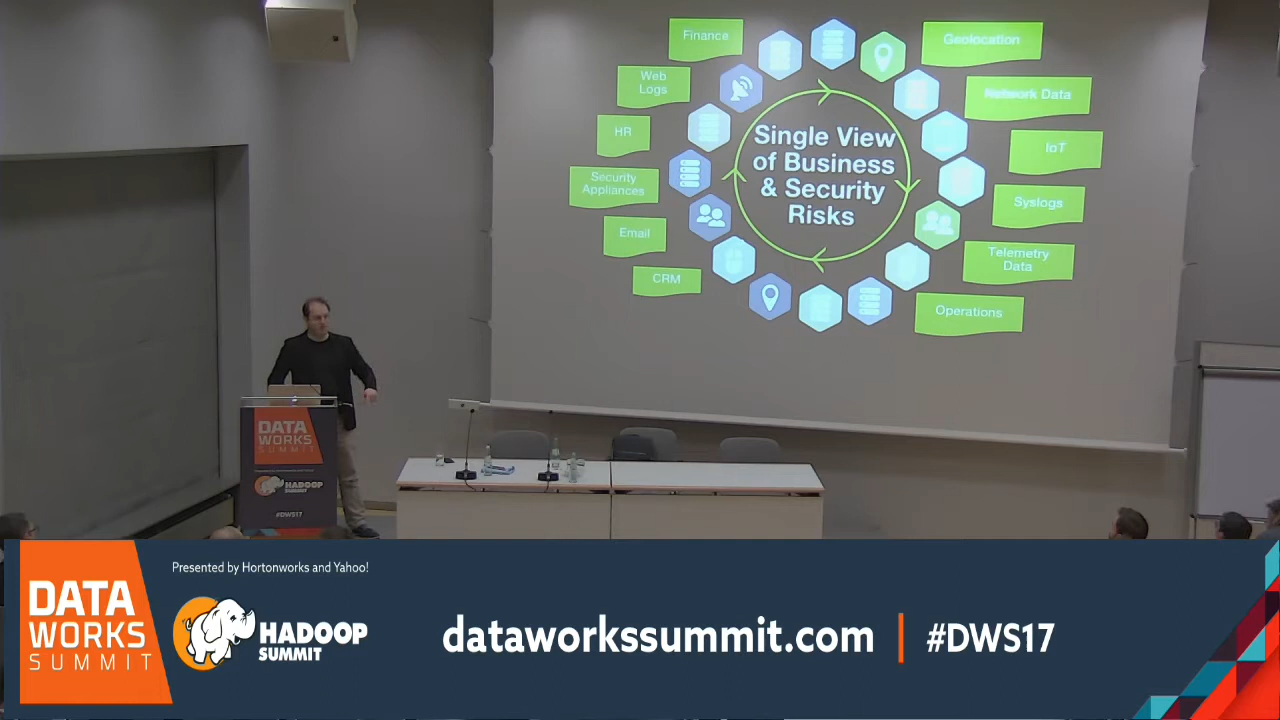 Finance
Web
Logs
HR
Security
Appliances
Email
CRM
Single View
of Business
& Security
Risks
Geolocation
Network Data
IoT
Syslogs
Telemetry
Data
Operations
DATA
WORKS
SUMMIT
HADOOP
SUMMIT
#DWS17
DATA
WORKS
SUMMIT
Presented by Hortonworks and Yahoo!
HADOOP
SUMMIT
dataworkssummit.com | #DWS17